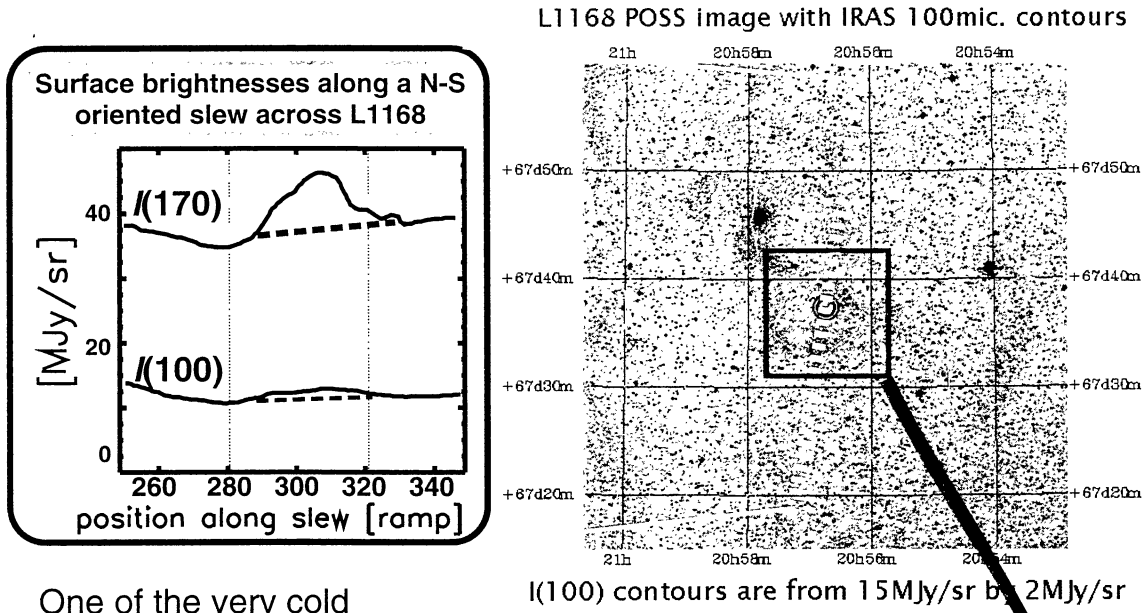 Surface brightnesses along a N-S
oriented slew across L1168
I(170)
I(100)
[MJy/sr]
40
20
0
260 280 300 320 340
position along slew [ramp]
One of the very cold
L1168 POSS image with IRAS 100mic. contours
21h 20h58m 20h56m 20h54m
+67d50m +67d50m
+67d40m +67d40m
+67d30m +67d30m
+67d20m +67d20m
21h 20h58m 20h56m 20h54m
I(100) contours are from 15MJy/sr by 2MJy/sr